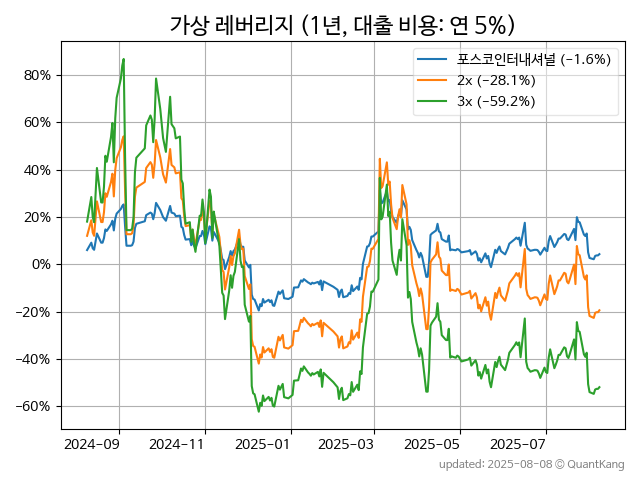 가상 레버리지 (1년, 대출 비용: 연 5%)
포스코인터내셔널 (−1.6%)
2x (−28.1%)
3x (−59.2%)
80%
60%
40%
20%
0%
−20%
−40%
−60%
2024-09
2024-11
2025-01
2025-03
2025-05
2025-07
updated: 2025-08-08 © QuantKang